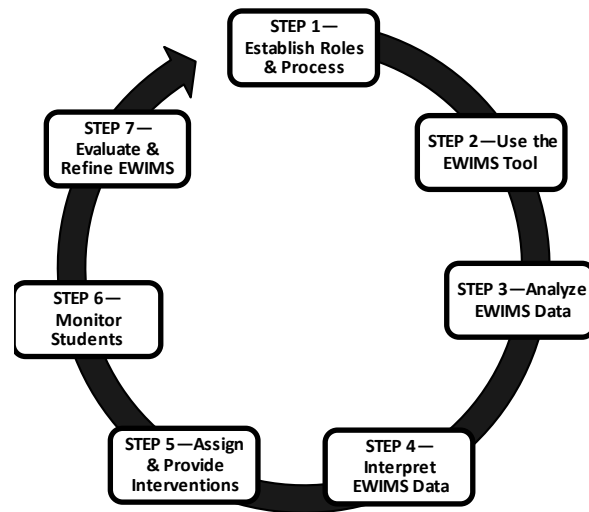 STEP 1—
Establish Roles
& Process
STEP 2—Use the
EWIMS Tool
STEP 3—Analyze
EWIMS Data
STEP 4—
Interpret
EWIMS Data
STEP 5—Assign
& Provide
Interventions
STEP 6—
Monitor
Students
STEP 7—
Evaluate &
Refine EWIMS